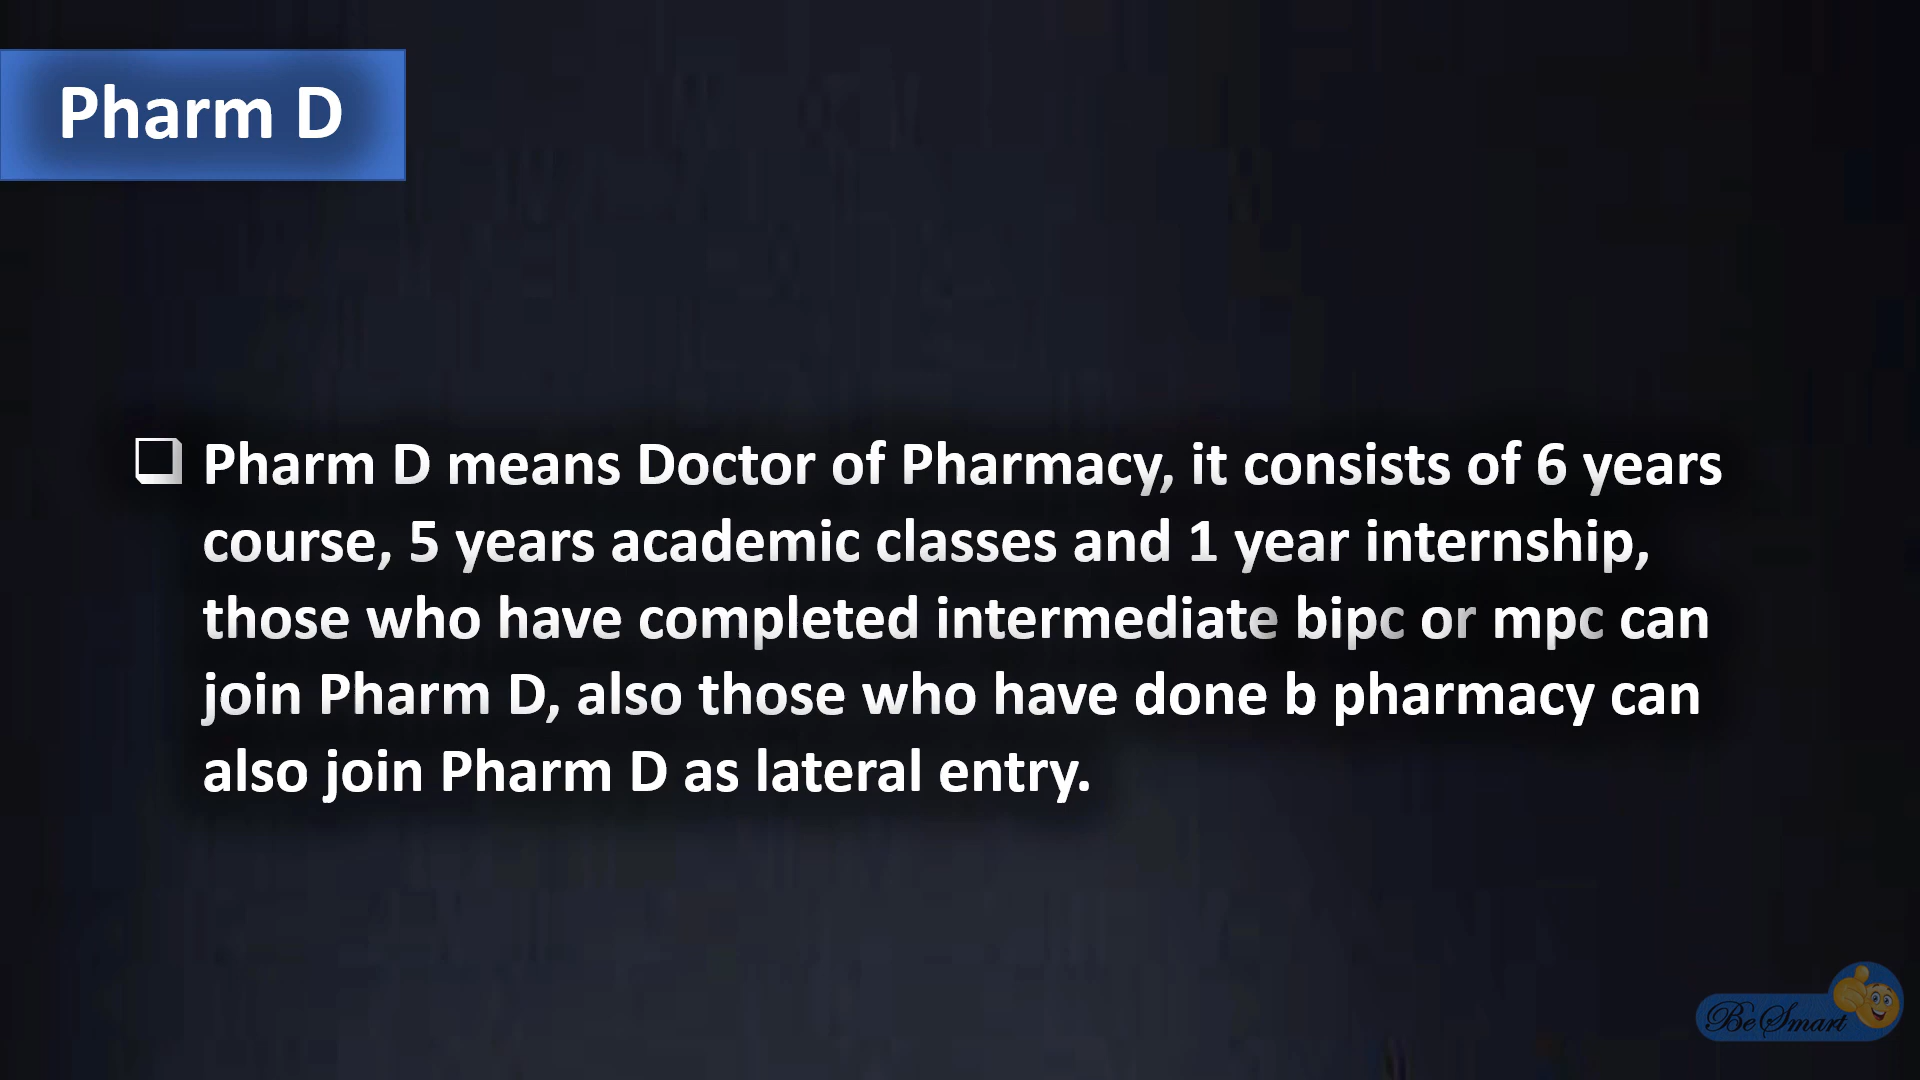 Pharm D
Pharm D means Doctor of Pharmacy, it consists of 6 years
course, 5 years academic classes and 1 year internship,
those who have completed intermediate bipc or mpc can
join Pharm D, also those who have done b pharmacy can
also join Pharm D as lateral entry.
Be Smart